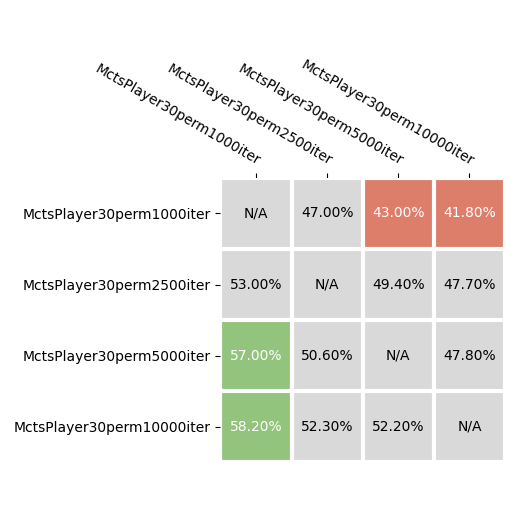 MctsPlayer30perm1000iter
MctsPlayer30perm2500iter
MctsPlayer30perm5000iter
MctsPlayer30perm10000iter
MctsPlayer30perm1000iter N/A 47.00% 43.00% 41.80%
MctsPlayer30perm2500iter 53.00% N/A 49.40% 47.70%
MctsPlayer30perm5000iter 57.00% 50.60% N/A 47.80%
MctsPlayer30perm10000iter 58.20% 52.30% 52.20% N/A